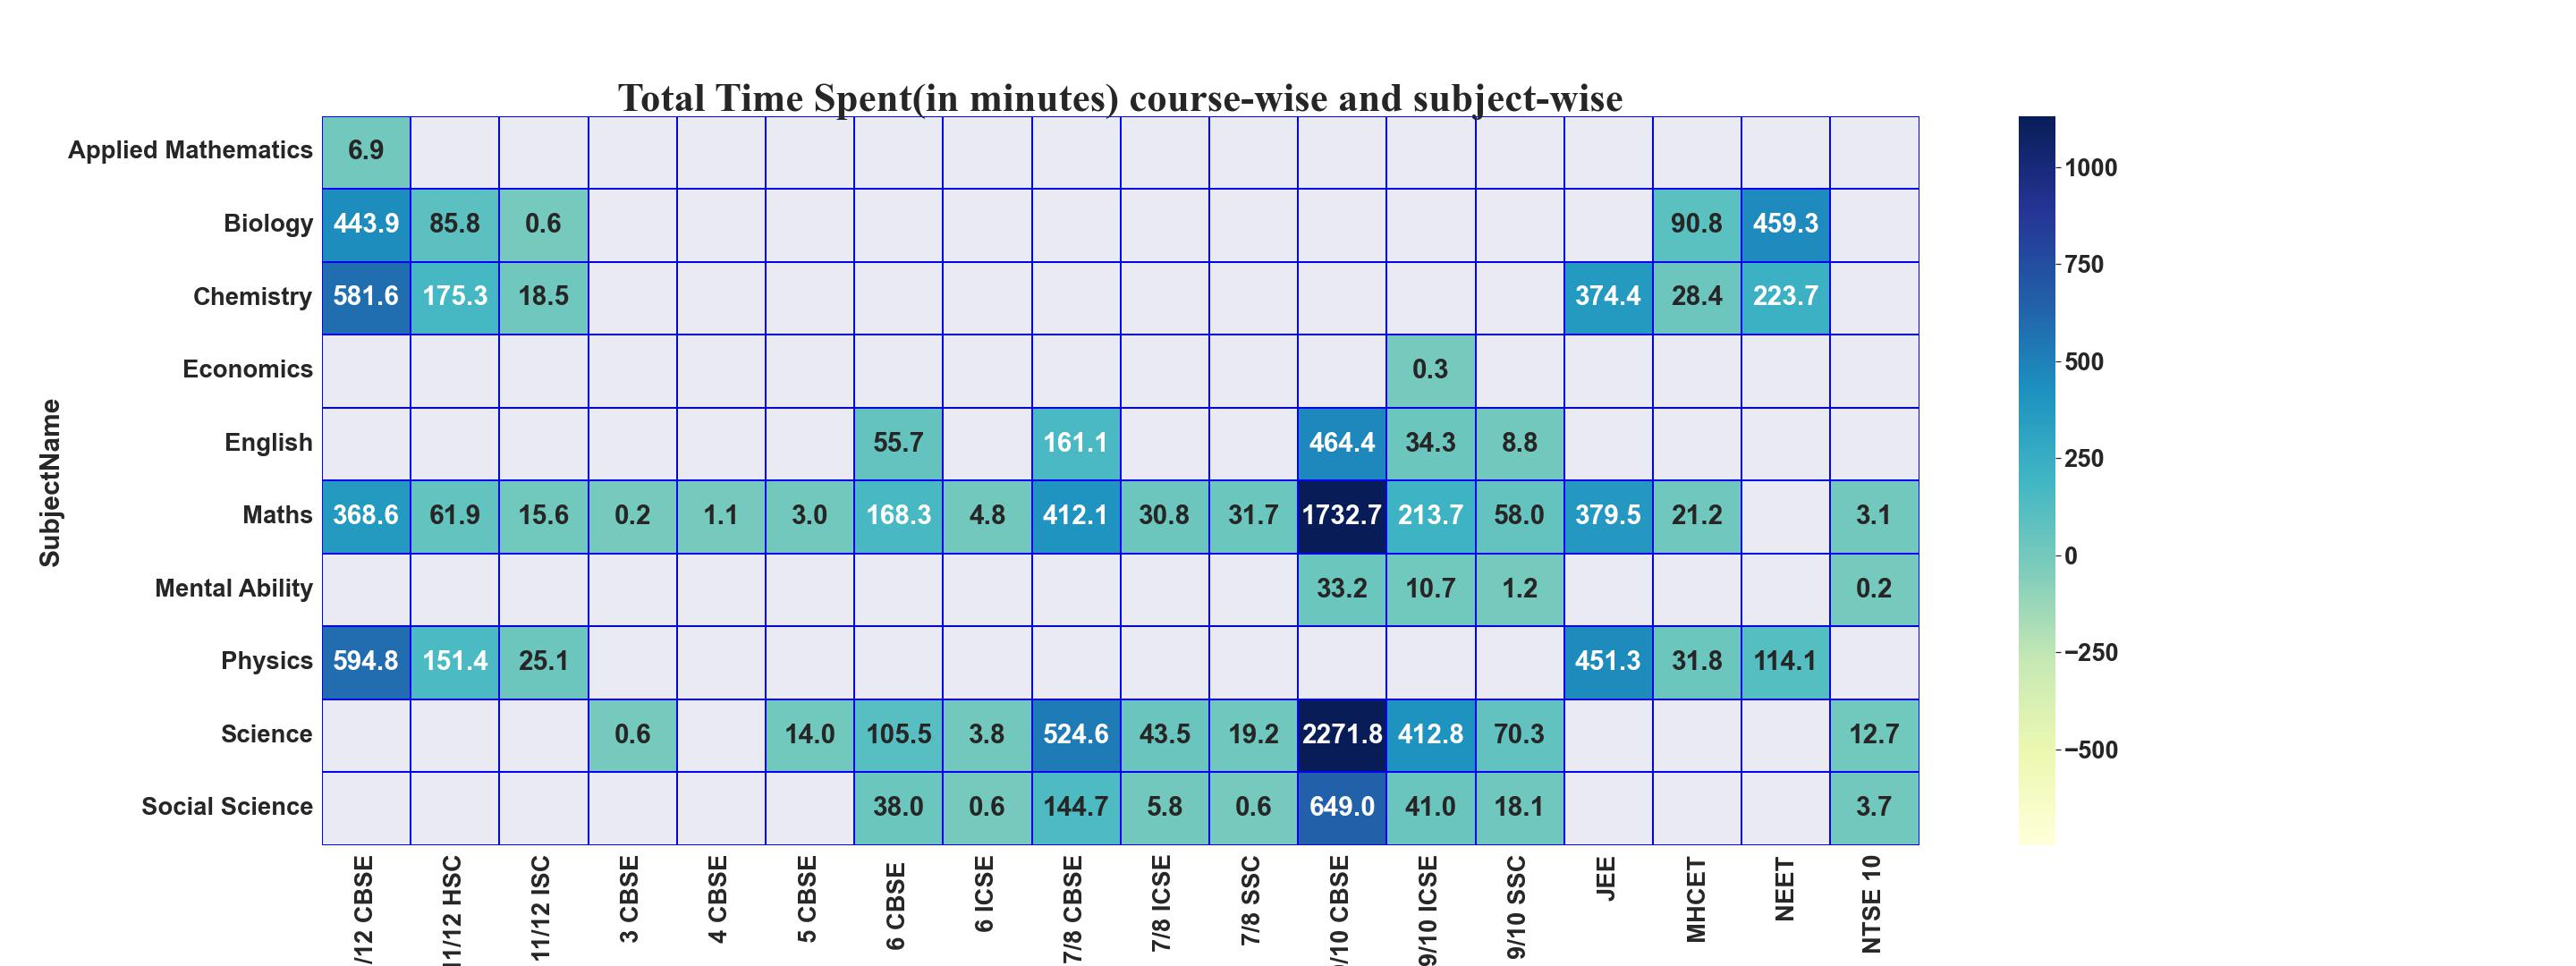 Total Time Spent(in minutes) course-wise and subject-wise
SubjectName
Applied Mathematics 6.9
Biology 443.9 85.8 0.6 90.8 459.3
Chemistry 581.6 175.3 18.5 374.4 28.4 223.7
Economics 0.3
English 55.7 161.1 464.4 34.3 8.8
Maths 368.6 61.9 15.6 0.2 1.1 3.0 168.3 4.8 412.1 30.8 31.7 1732.7 213.7 58.0 379.5 21.2 3.1
Mental Ability 33.2 10.7 1.2 0.2
Physics 594.8 151.4 25.1 451.3 31.8 114.1
Science 0.6 14.0 105.5 3.8 524.6 43.5 19.2 2271.8 412.8 70.3 12.7
Social Science 38.0 0.6 144.7 5.8 0.6 649.0 41.0 18.1 3.7
/12 CBSE
11/12 HSC
11/12 ISC
3 CBSE
4 CBSE
5 CBSE
6 CBSE
6 ICSE
7/8 CBSE
7/8 ICSE
7/8 SSC
/10 CBSE
9/10 ICSE
9/10 SSC
JEE
MHCET
NEET
NTSE 10
1000
750
500
250
0
−250
−500